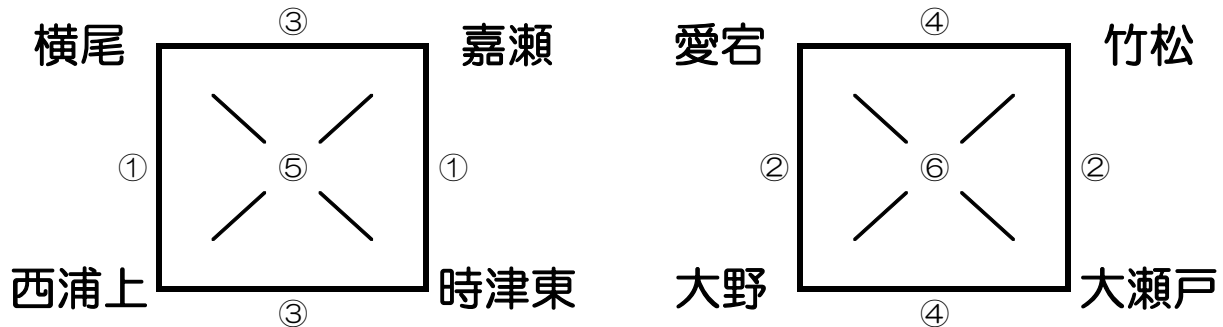 ③ ④
横尾 嘉瀬 愛宕 竹松
① ⑤ ① ② ⑥ ②
西浦上 時津東 大野 大瀬戸
③ ④